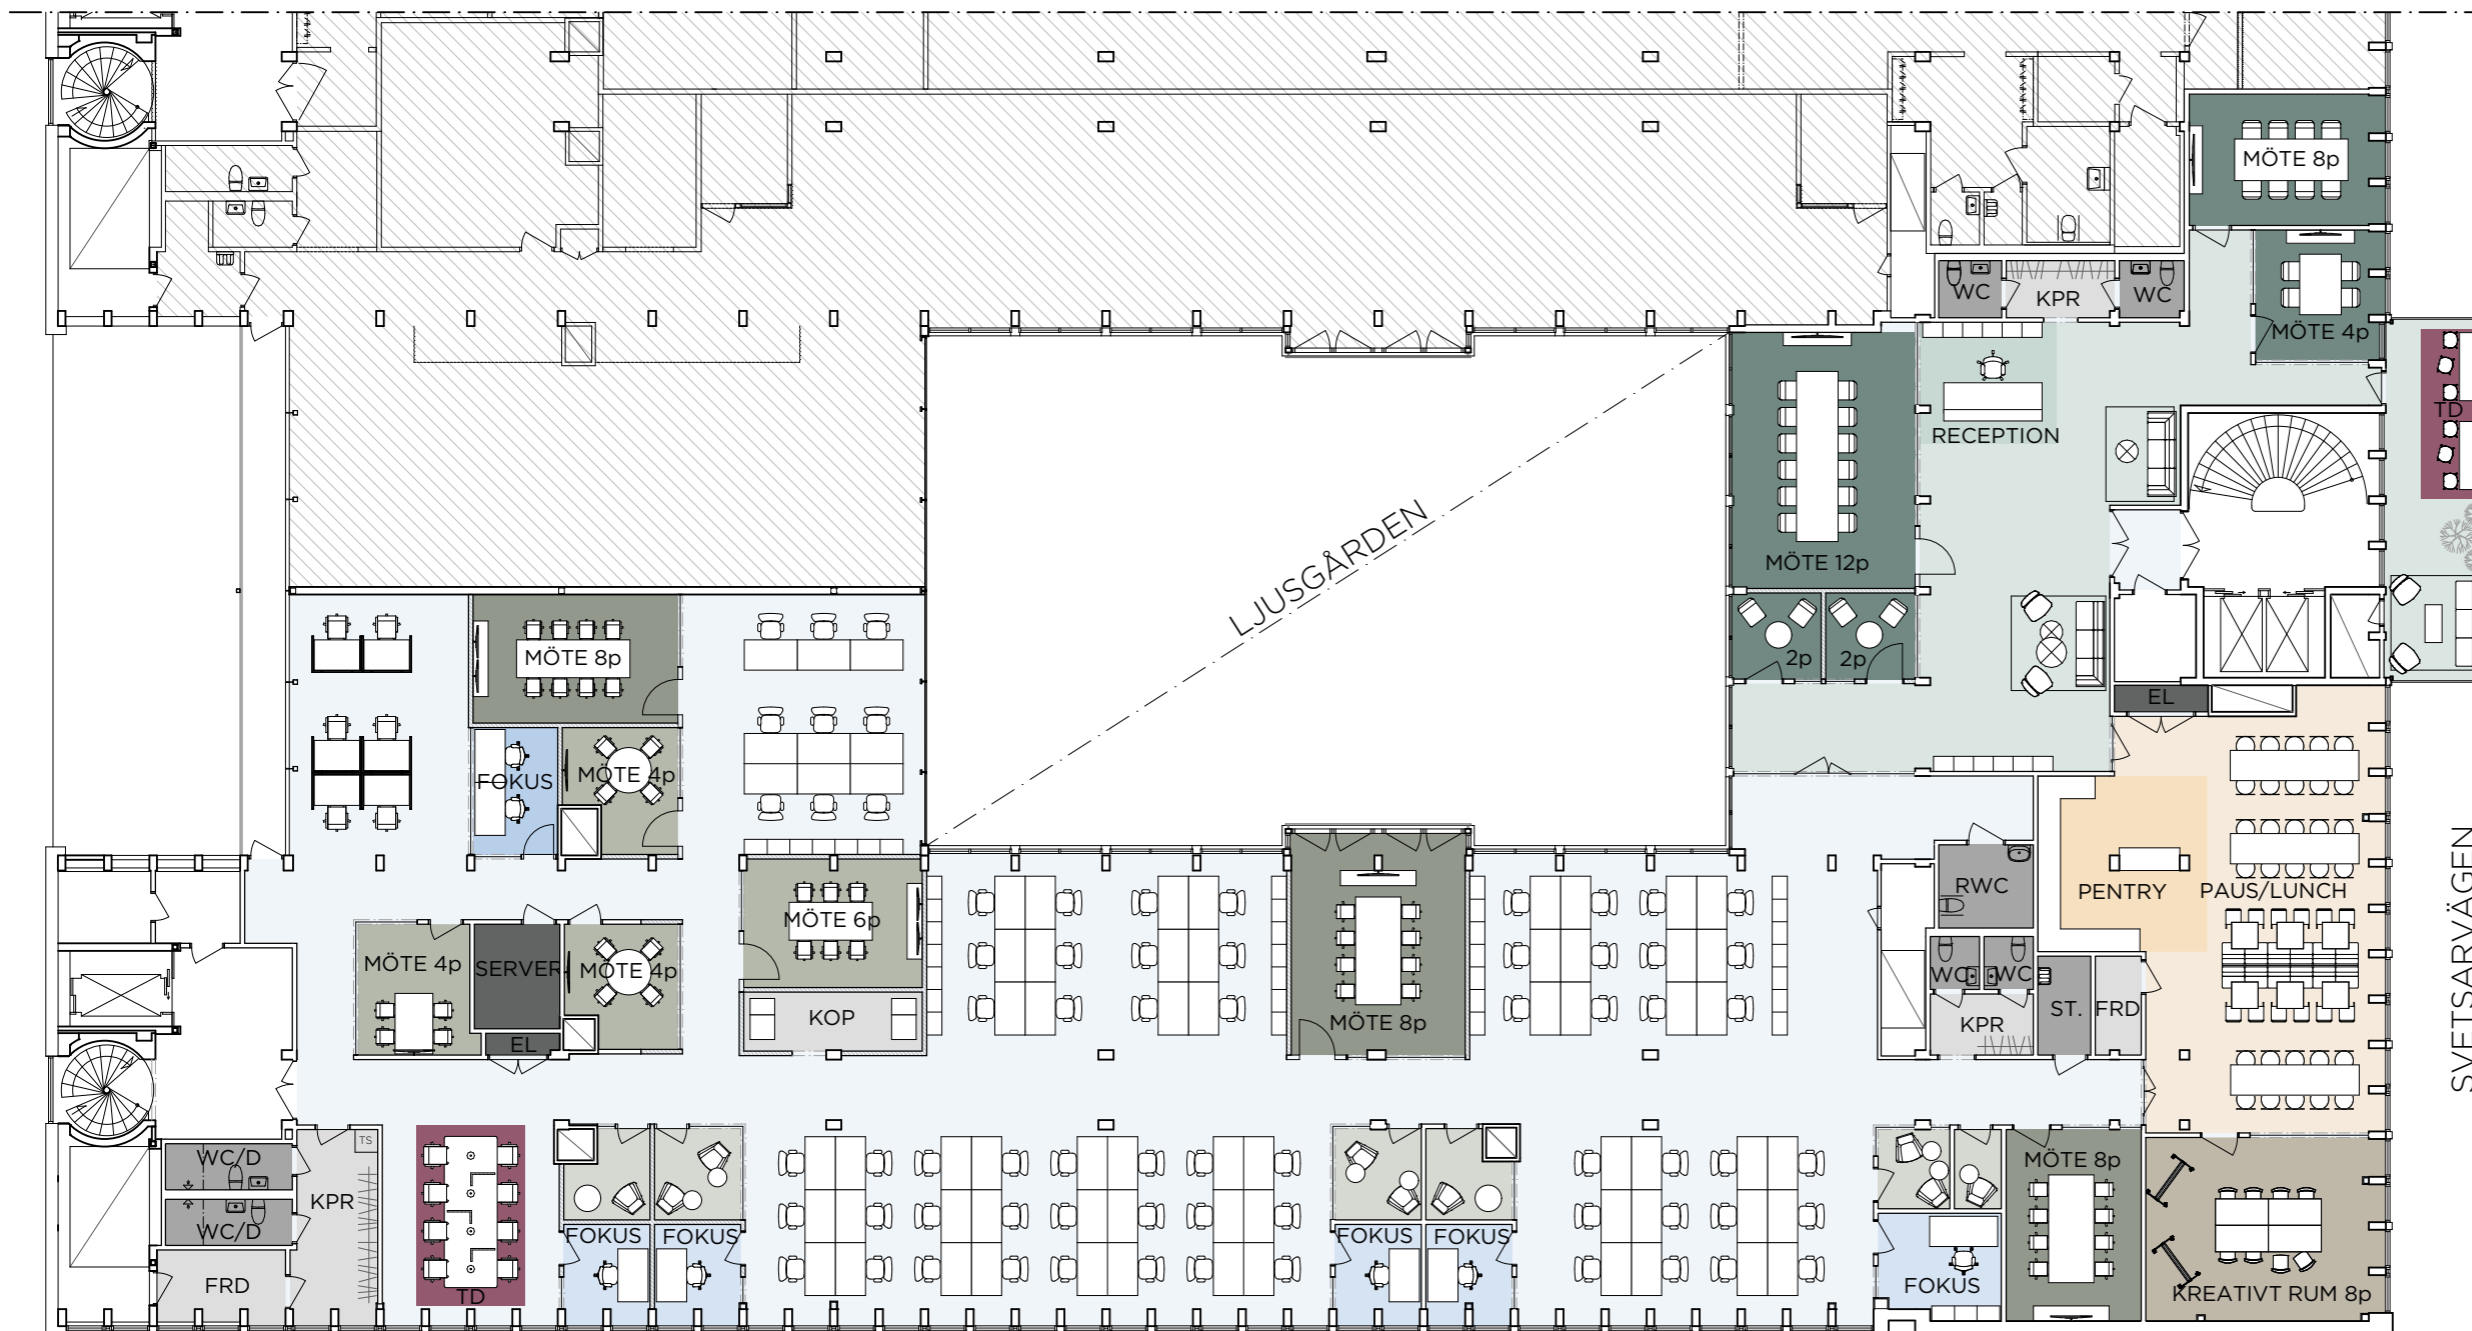 MÖTE 8p
WC
KPR
WC
MÖTE 4p
TD
RECEPTION
LJUSGÅRDEN
MÖTE 12p
2p
2p
MÖTE 8p
EL
FOKUS
MÖTE 4p
RWC
PENTRY
PAUS/LUNCH
SVETSARVÄGEN
MÖTE 6p
MÖTE 4p
SERVER
MÖTE 4p
WC
WC
KOP
MÖTE 8p
KPR
ST.
FRD
EL
TS
WC/D
KPR
WC/D
MÖTE 8p
FOKUS
FOKUS
FOKUS
FOKUS
FRD
TD
FOKUS
KREATIVT RUM 8p